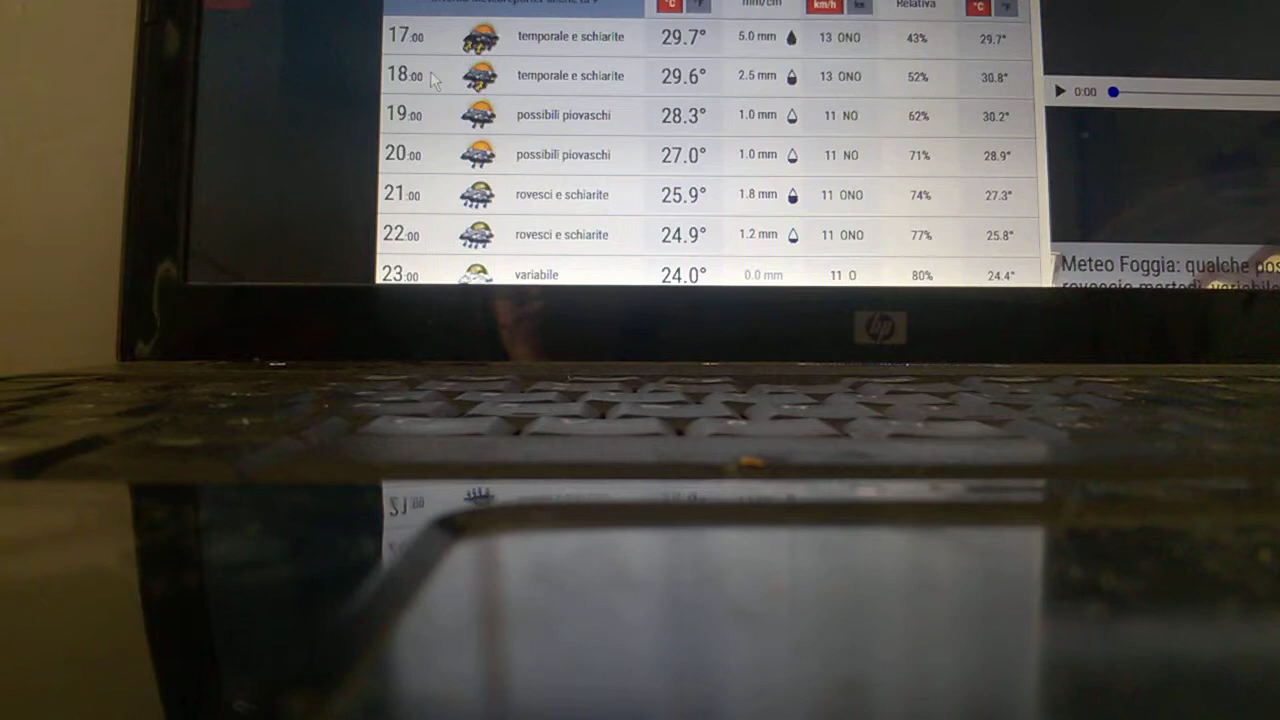 °C °F mm/cm km/h kn Relativa °C °F
17:00 temporale e schiarite 29.7° 5.0 mm 13 ONO 43% 29.7°
18:00 temporale e schiarite 29.6° 2.5 mm 13 ONO 52% 30.8°
0:00
19:00 possibili piovaschi 28.3° 1.0 mm 11 NO 62% 30.2°
20:00 possibili piovaschi 27.0° 1.0 mm 11 NO 71% 28.9°
21:00 rovesci e schiarite 25.9° 1.8 mm 11 ONO 74% 27.3°
22:00 rovesci e schiarite 24.9° 1.2 mm 11 ONO 77% 25.8°
23:00 variabile 24.0° 0.0 mm 11 O 80% 24.4°
Meteo Foggia: qualche pos
hp